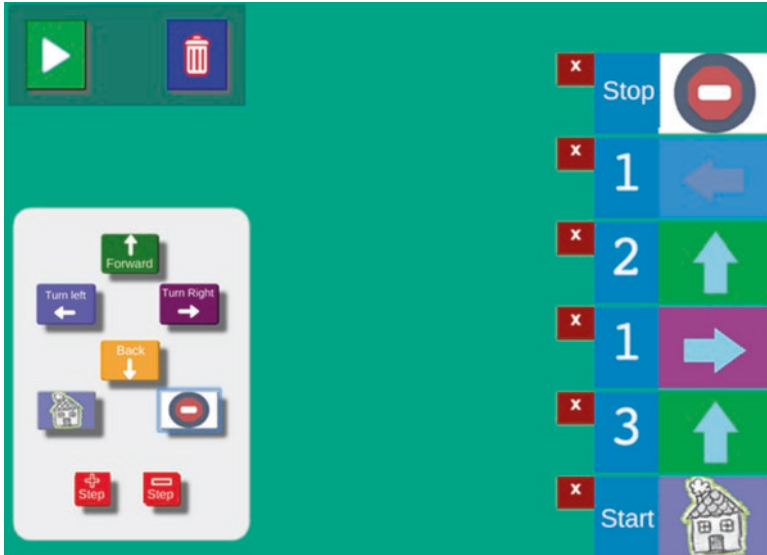 x
Stop
x
1
x
2
Forward
Turn left
Turn Right
x
1
Back
x
3
Step
Step
x
Start